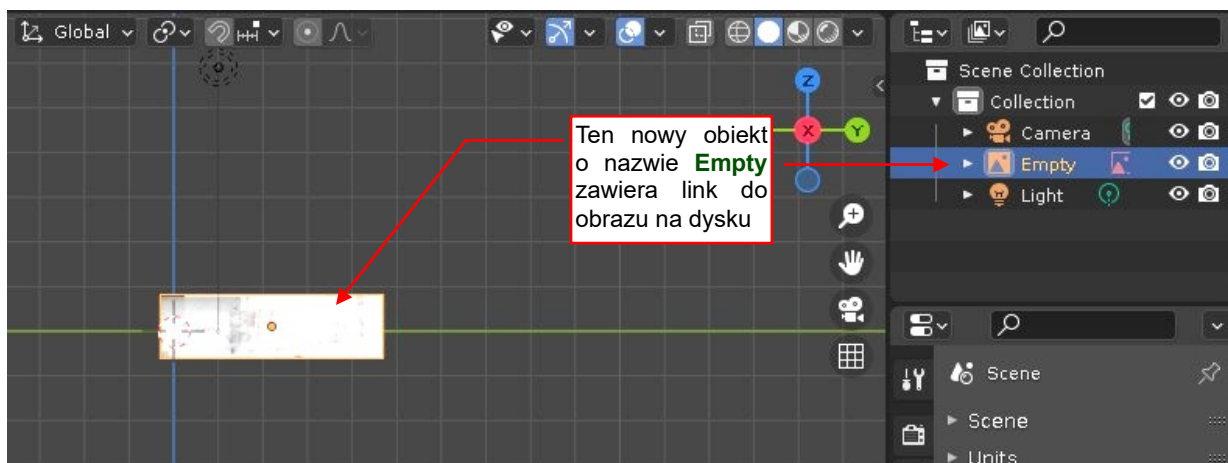 Global
Scene Collection
Collection
Camera
Empty
Light
Z
X
Y
Ten nowy obiekt
o nazwie Empty
zawiera link do
obrazu na dysku
Scene
Scene
Units